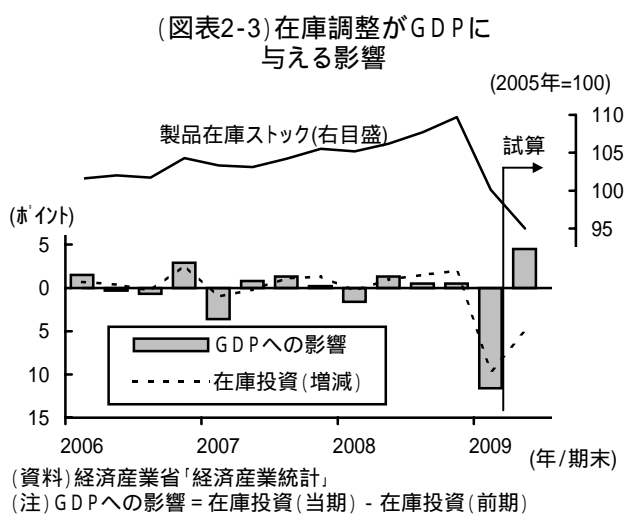 (図表2-3)在庫調整がGDPに
与える影響
(2005年=100)
製品在庫ストック(右目盛)
試算
110
105
100
95
(ﾎﾟｲﾝﾄ)
5
0
5
10
15
GDPへの影響
在庫投資(増減)
2006 2007 2008 2009
(年/期末)
(資料)経済産業省「経済産業統計」
(注)GDPへの影響=在庫投資(当期)-在庫投資(前期)